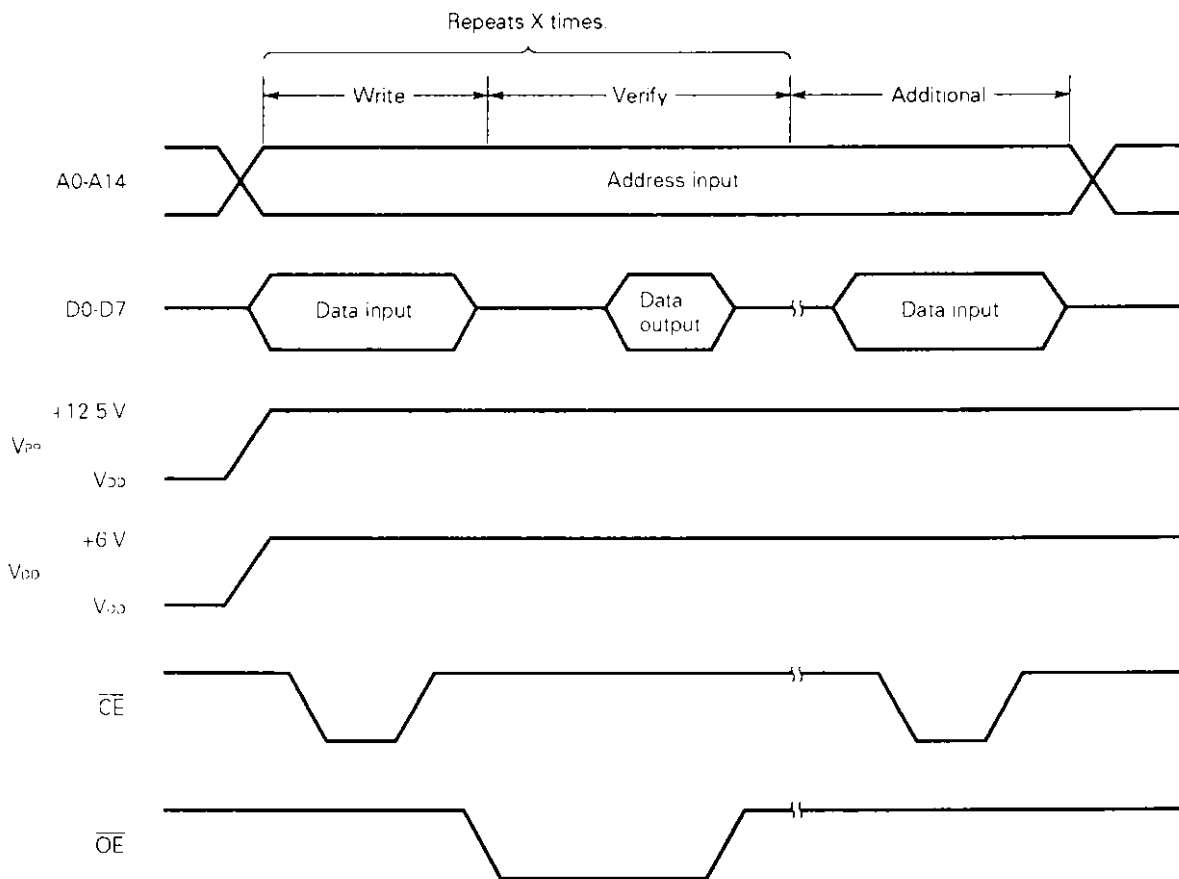 Repeats X times.
Write Verify Additional
A0-A14 Address input
D0-D7 Data input Data output Data input
+12.5 V
VPP
VDD
+6 V
VDD
VDD
CE
OE